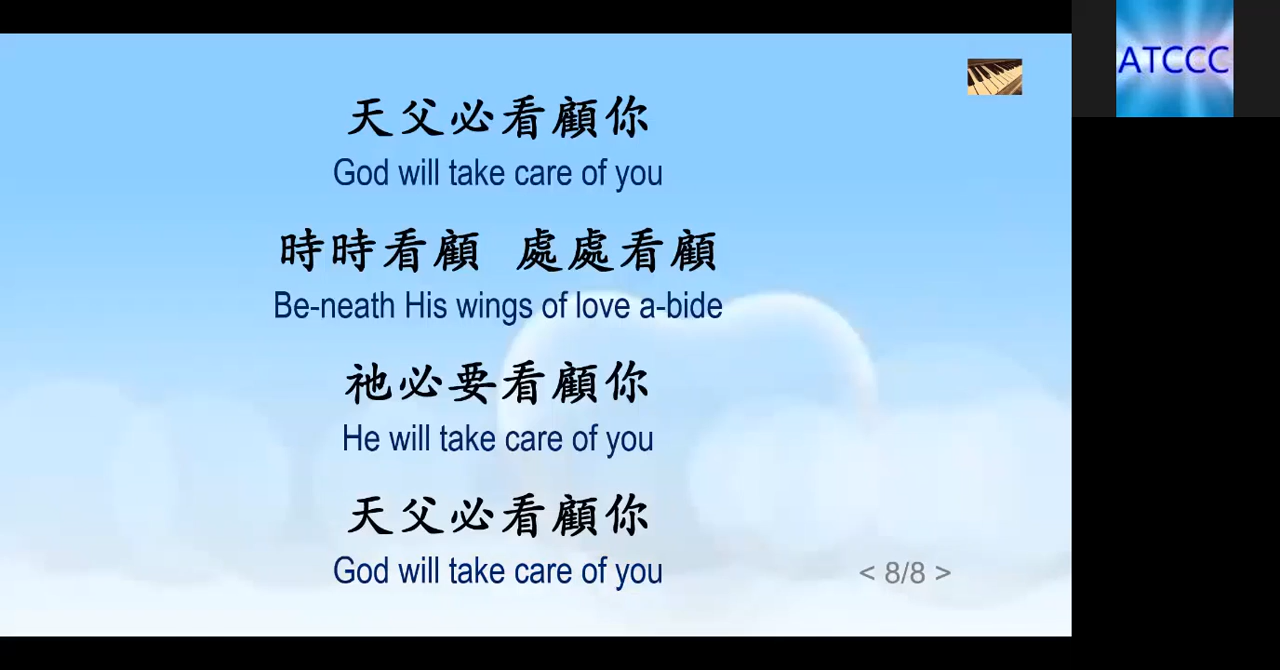 天父必看顧你
God will take care of you
時時看顧 處處看顧
Be-neath His wings of love a-bide
祂必要看顧你
He will take care of you
天父必看顧你
God will take care of you
< 8/8 >
ATCCC